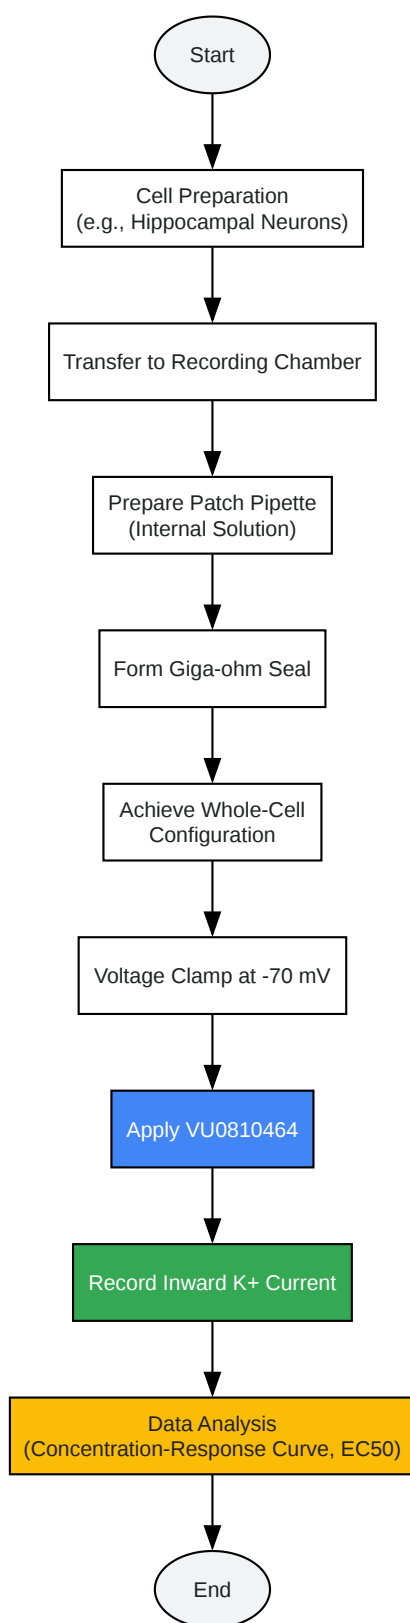 Start
Cell Preparation
(e.g., Hippocampal Neurons)
Transfer to Recording Chamber
Prepare Patch Pipette
(Internal Solution)
Form Giga-ohm Seal
Achieve Whole-Cell
Configuration
Voltage Clamp at -70 mV
Apply VU0810464
Record Inward K+ Current
Data Analysis
(Concentration-Response Curve, EC50)
End